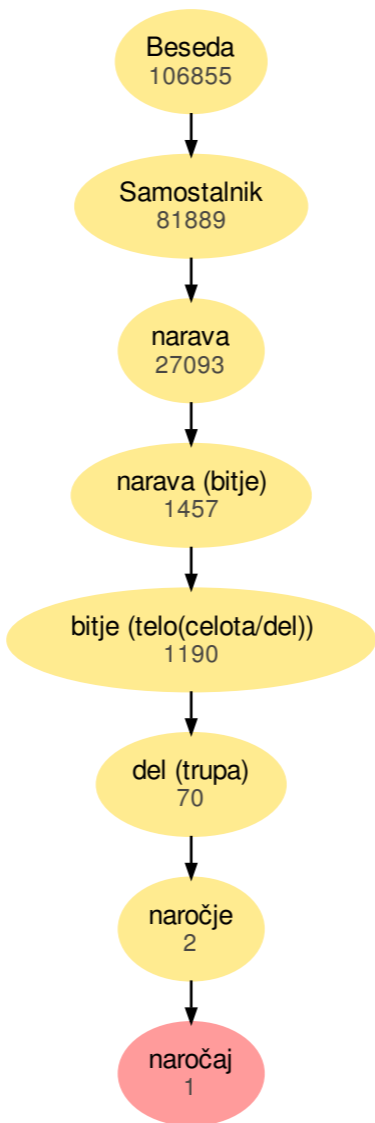 Beseda
106855
Samostalnik
81889
narava
27093
narava (bitje)
1457
bitje (telo(celota/del))
1190
del (trupa)
70
naročje
2
naročaj
1